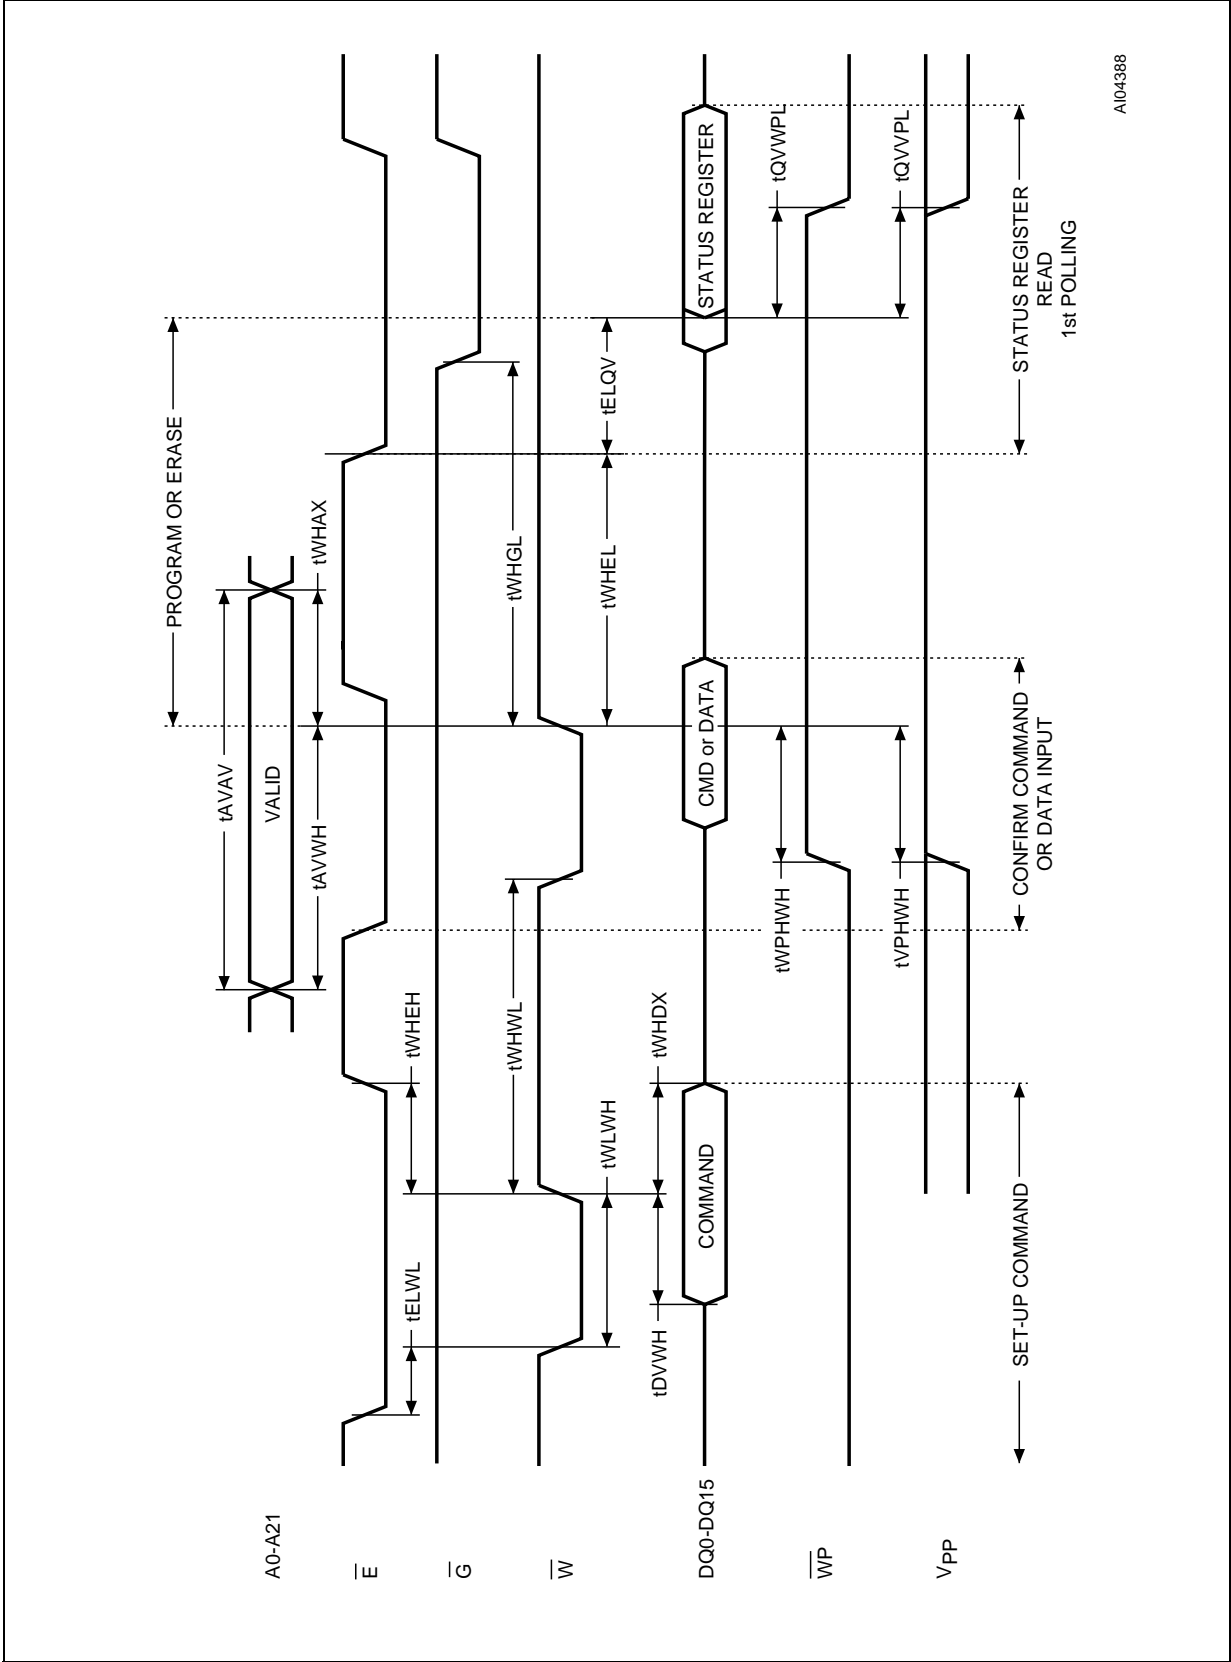 PROGRAM OR ERASE
tAVAV
A0-A21
VALID
tAVWH
tWHAX
E
tELWL
tWHEH
G
tWHWL
tWHGL
W
tWLWH
tWHEL
tELQV
tDVWH
tWHDX
DQ0-DQ15
COMMAND
CMD or DATA
STATUS REGISTER
tWPHWH
tQVWPL
WP
tVPHWH
tQVVPL
VPP
SET-UP COMMAND
CONFIRM COMMAND
OR DATA INPUT
STATUS REGISTER
READ
1st POLLING
AI04388